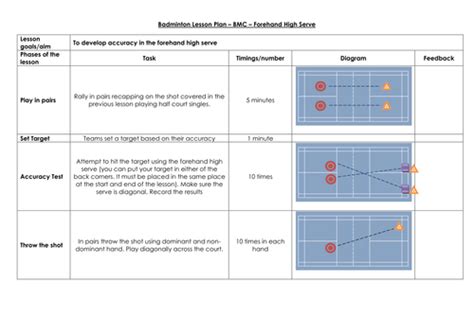 Badminton Lesson Plan – BMC – Forehand High Serve
Lesson
goals/aim
To develop accuracy in the forehand high serve
Phases of the
lesson
Task
Timings/number
Diagram
Feedback
Play in pairs
Rally in pairs recapping on the shot covered in the
previous lesson playing half court singles.
5 minutes
Set Target
Teams set a target based on their accuracy
1 minute
Accuracy Test
Attempt to hit the target using the forehand high
serve (you can put your target in either of the
back corners. It must be placed in the same place
at the start and end of the lesson). Make sure the
serve is diagonal. Record the results
10 times
Throw the shot
In pairs throw the shot using dominant and non-
dominant hand. Play diagonally across the court.
10 times in each
hand